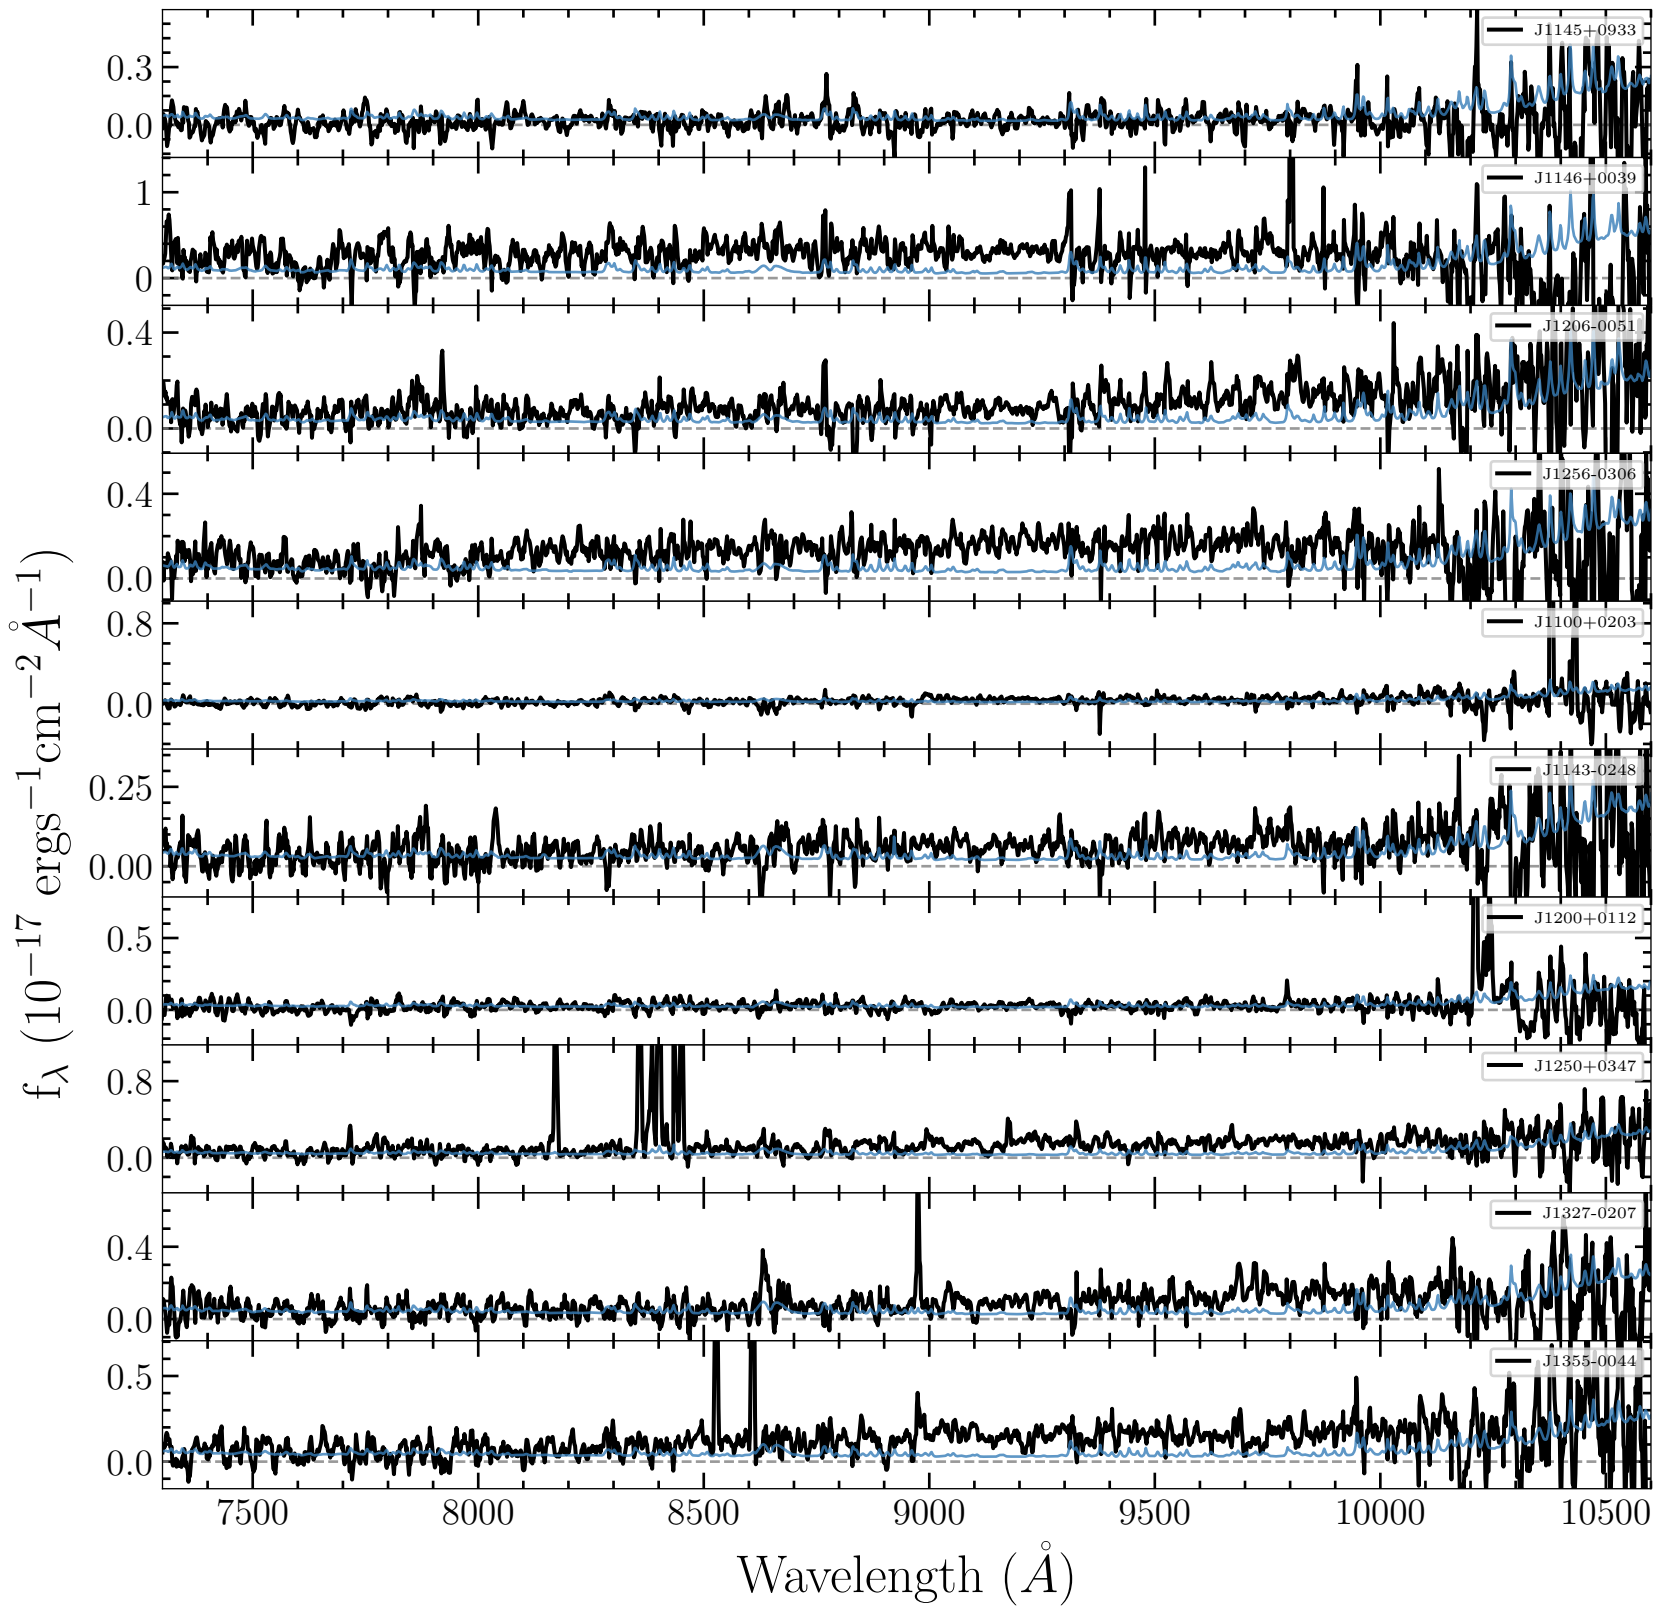 J1145+0933
0.3
0.0
J1146+0039
1
0
J1206-0051
0.4
0.0
J1256-0306
0.4
0.0
J1100+0203
0.8
0.0
J1143-0248
0.25
0.00
J1200+0112
0.5
0.0
J1250+0347
0.8
0.0
J1327-0207
0.4
0.0
J1355-0044
0.5
0.0
f_λ (10^−17 ergs^−1cm^−2Å^−1)
7500 8000 8500 9000 9500 10000 10500
Wavelength (Å)